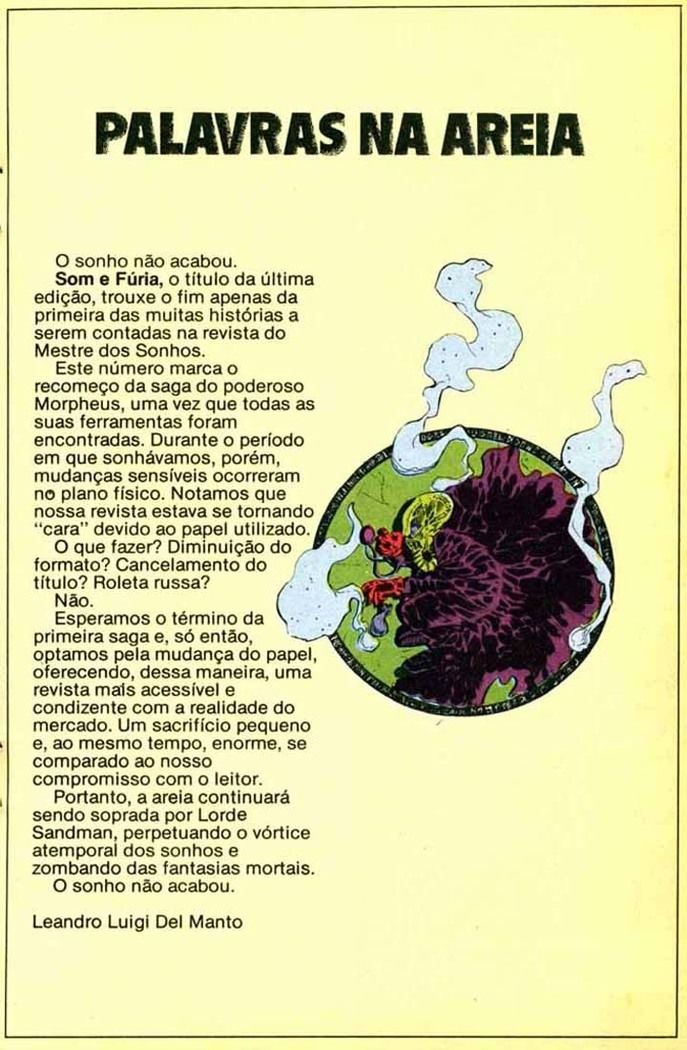 PALAVRAS NA AREIA
O sonho não acabou.
Som e Fúria, o título da última
edição, trouxe o fim apenas da
primeira das muitas histórias a
serem contadas na revista do
Mestre dos Sonhos.
Este número marca o
recomeço da saga do poderoso
Morpheus, uma vez que todas as
suas ferramentas foram
encontradas. Durante o período
em que sonhávamos, porém,
mudanças sensíveis ocorreram
no plano físico. Notamos que
nossa revista estava se tornando
“cara” devido ao papel utilizado.
O que fazer? Diminuição do
formato? Cancelamento do
título? Roleta russa?
Não.
Esperamos o término da
primeira saga e, só então,
optamos pela mudança do papel,
oferecendo, dessa maneira, uma
revista mais acessível e
condizente com a realidade do
mercado. Um sacrifício pequeno
e, ao mesmo tempo, enorme, se
comparado ao nosso
compromisso com o leitor.
Portanto, a areia continuará
sendo soprada por Lorde
Sandman, perpetuando o vórtice
atemporal dos sonhos e
zombando das fantasias mortais.
O sonho não acabou.
Leandro Luigi Del Manto